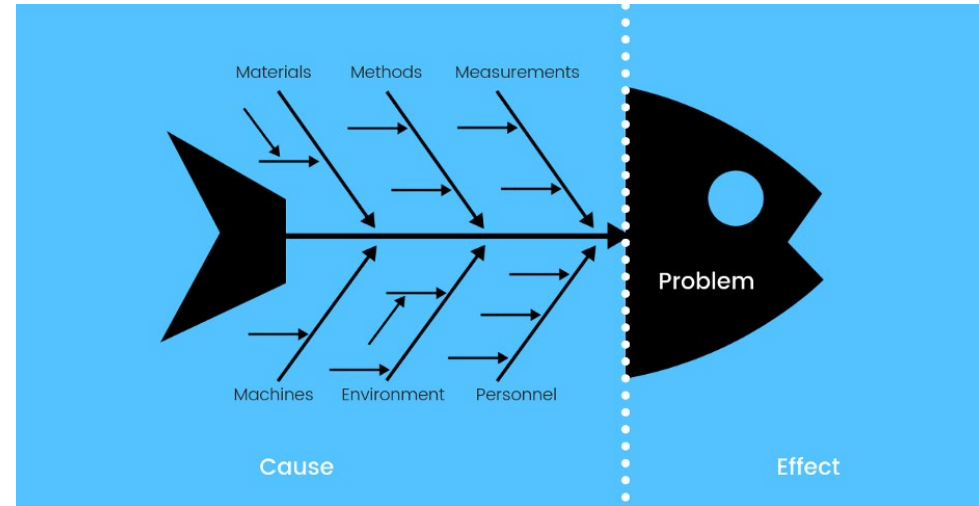 Materials
Methods
Measurements
Problem
Machines
Environment
Personnel
Cause
Effect